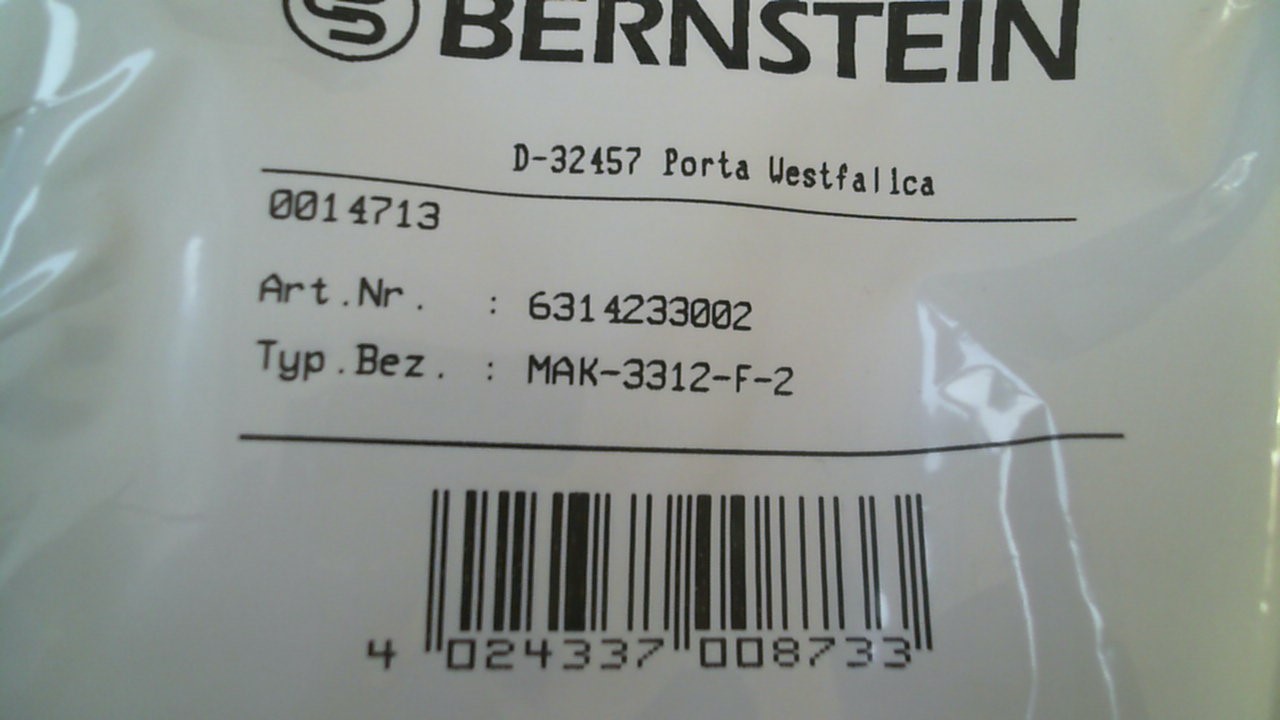 BERNSTEIN
D-32457 Porta Westfalica
0014713
Art.Nr. : 6314233002
Typ.Bez. : MAK-3312-F-2
4 024337 008733